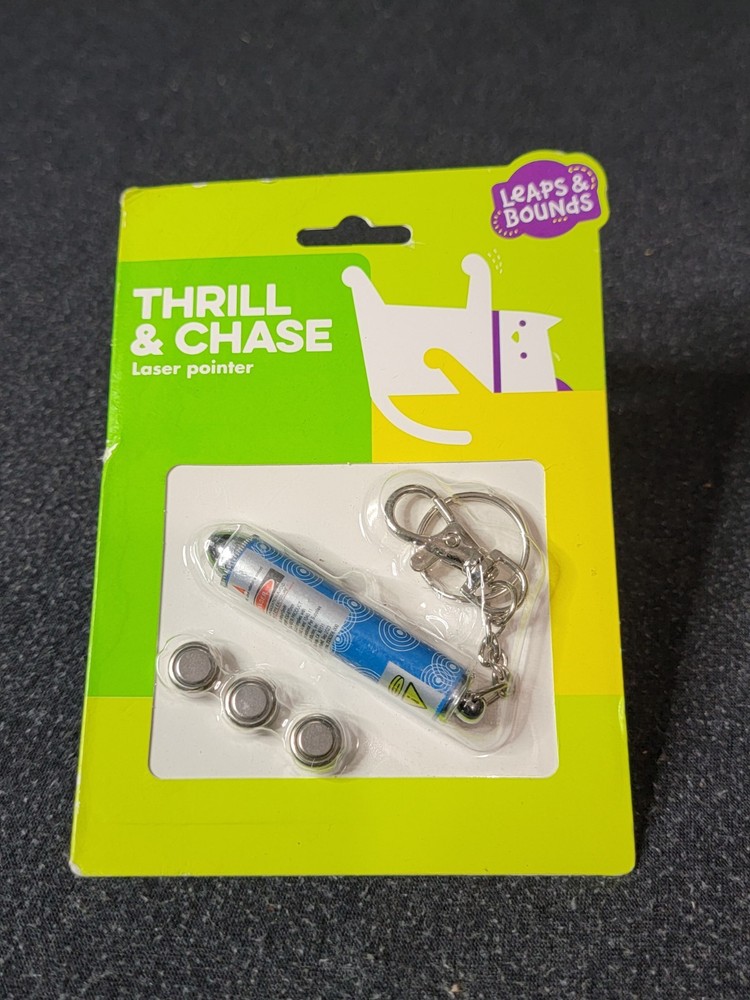 LeAPS &
BOUNdS
THRILL
& CHASE
Laser pointer